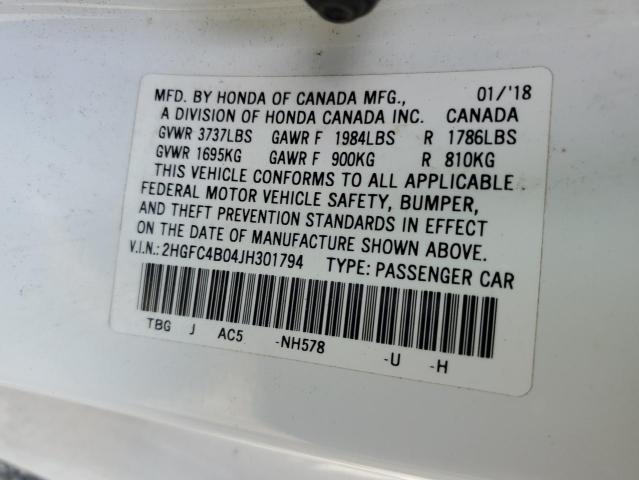 MFD. BY HONDA OF CANADA MFG., 01/'18
A DIVISION OF HONDA CANADA INC. CANADA
GVWR 3737LBS GAWR F 1984LBS R 1786LBS
GVWR 1695KG GAWR F 900KG R 810KG
THIS VEHICLE CONFORMS TO ALL APPLICABLE
FEDERAL MOTOR VEHICLE SAFETY, BUMPER,
AND THEFT PREVENTION STANDARDS IN EFFECT
ON THE DATE OF MANUFACTURE SHOWN ABOVE.
V.I.N.: 2HGFC4B04JH301794 TYPE: PASSENGER CAR
TBG J AC5 -NH578 -U -H